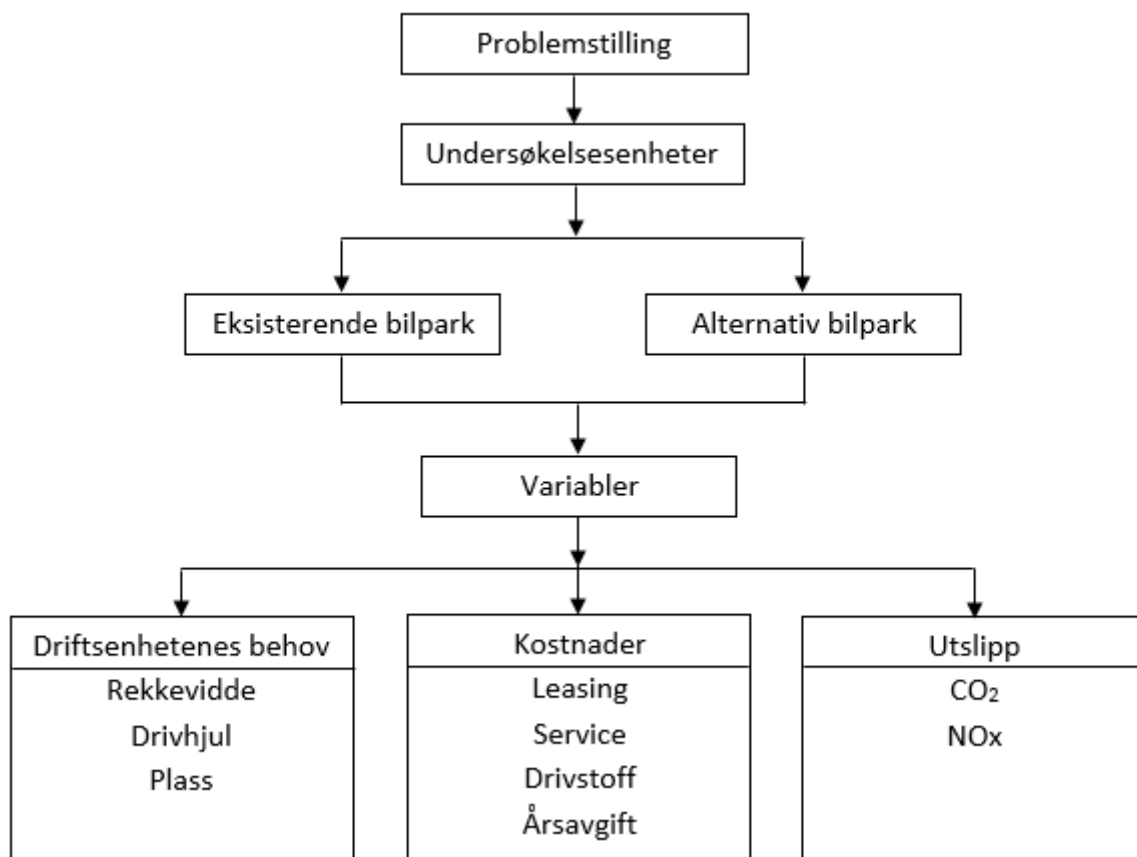 Problemstilling
Undersøkelsesenheter
Eksisterende bilpark
Alternativ bilpark
Variabler
Driftsenhetenes behov
Rekkevidde
Drivhjul
Plass
Kostnader
Leasing
Service
Drivstoff
Årsavgift
Utslipp
CO₂
NOx